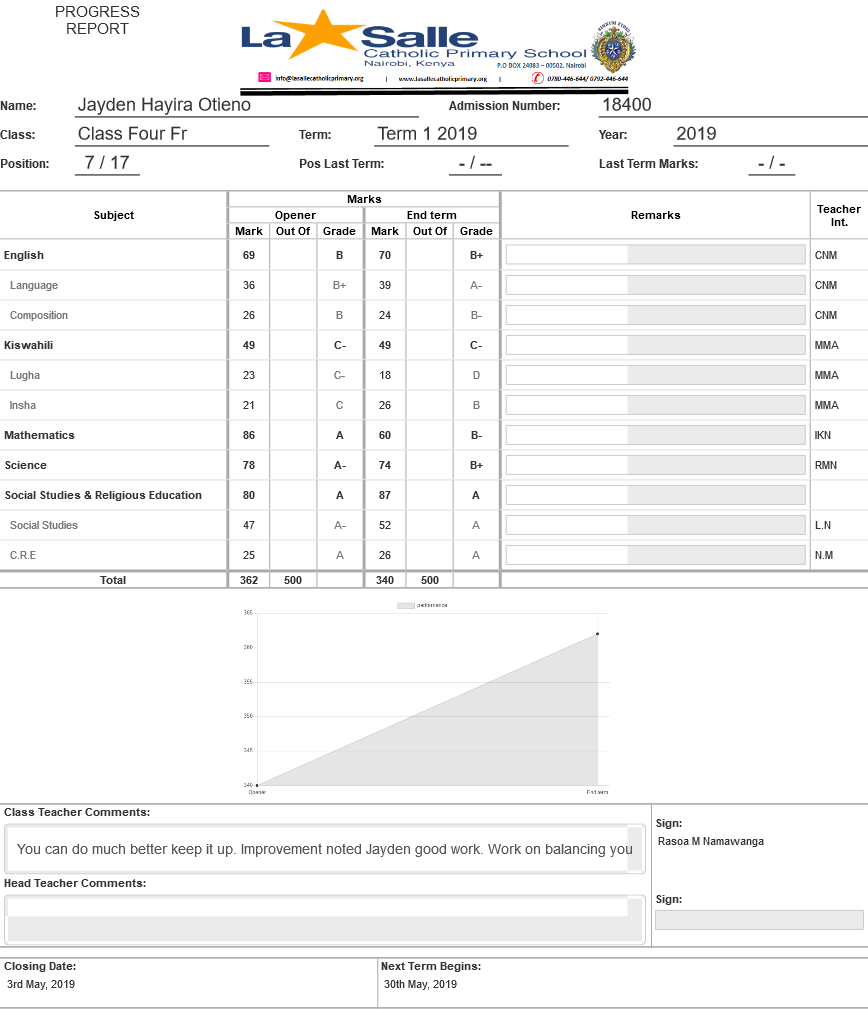 PROGRESS
REPORT
La Salle
Catholic Primary School
Nairobi, Kenya
P.O BOX 24083 – 00502, Nairobi
info@lasallecatholicprimary.org | www.lasallecatholicprimary.org | 0780-446-644/ 0792-446-644
Name: Jayden Hayira Otieno Admission Number: 18400
Class: Class Four Fr Term: Term 1 2019 Year: 2019
Position: 7 / 17 Pos Last Term: - / -- Last Term Marks: - / -
Subject Marks Remarks Teacher Int.
Opener End term
Mark Out Of Grade Mark Out Of Grade
English 69 B 70 B+ CNM
Language 36 B+ 39 A- CNM
Composition 26 B 24 B- CNM
Kiswahili 49 C- 49 C- MMA
Lugha 23 C- 18 D MMA
Insha 21 C 26 B MMA
Mathematics 86 A 60 B- IKN
Science 78 A- 74 B+ RMN
Social Studies & Religious Education 80 A 87 A
Social Studies 47 A- 52 A L.N
C.R.E 25 A 26 A N.M
Total 362 500 340 500
performance
365
360
355
350
345
340
Opener End term
Class Teacher Comments:
Sign:
You can do much better keep it up. Improvement noted Jayden good work. Work on balancing you
Rasoa M Namawanga
Head Teacher Comments:
Sign:
Closing Date: Next Term Begins:
3rd May, 2019 30th May, 2019